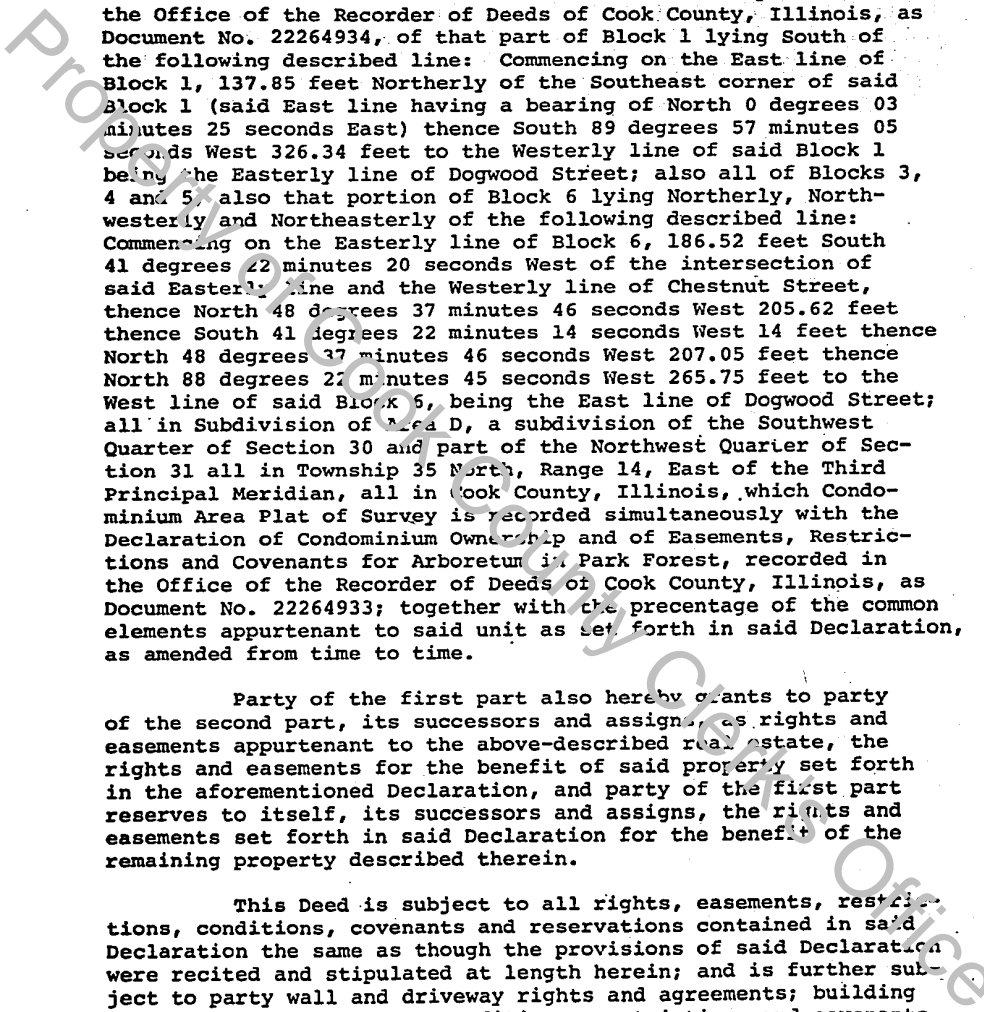 the Office of the Recorder of Deeds of Cook County, Illinois, as
Document No. 22264934, of that part of Block 1 lying South of
the following described line: Commencing on the East line of
Block 1, 137.85 feet Northerly of the Southeast corner of said
Block 1 (said East line having a bearing of North 0 degrees 03
minutes 25 seconds East) thence South 89 degrees 57 minutes 05
seconds West 326.34 feet to the Westerly line of said Block 1
being the Easterly line of Dogwood Street; also all of Blocks 3,
4 and 5, also that portion of Block 6 lying Northerly, North-
westerly and Northeasterly of the following described line:
Commencing on the Easterly line of Block 6, 186.52 feet South
41 degrees 22 minutes 20 seconds West of the intersection of
said Easterly line and the Westerly line of Chestnut Street,
thence North 48 degrees 37 minutes 46 seconds West 205.62 feet
thence South 41 degrees 22 minutes 14 seconds West 14 feet thence
North 48 degrees 37 minutes 46 seconds West 207.05 feet thence
North 88 degrees 22 minutes 45 seconds West 265.75 feet to the
West line of said Block 6, being the East line of Dogwood Street;
all in Subdivision of Area D, a subdivision of the Southwest
Quarter of Section 30 and part of the Northwest Quarter of Sec-
tion 31 all in Township 35 North, Range 14, East of the Third
Principal Meridian, all in Cook County, Illinois, which Condo-
minium Area Plat of Survey is recorded simultaneously with the
Declaration of Condominium Ownership and of Easements, Restric-
tions and Covenants for Arboretum in Park Forest, recorded in
the Office of the Recorder of Deeds of Cook County, Illinois, as
Document No. 22264933; together with the precentage of the common
elements appurtenant to said unit as set forth in said Declaration,
as amended from time to time.
Party of the first part also hereby grants to party
of the second part, its successors and assigns, as rights and
easements appurtenant to the above-described real estate, the
rights and easements for the benefit of said property set forth
in the aforementioned Declaration, and party of the first part
reserves to itself, its successors and assigns, the rights and
easements set forth in said Declaration for the benefit of the
remaining property described therein.
This Deed is subject to all rights, easements, restric-
tions, conditions, covenants and reservations contained in said
Declaration the same as though the provisions of said Declaration
were recited and stipulated at length herein; and is further sub-
ject to party wall and driveway rights and agreements; building
Property of Cook County Clerk's Office